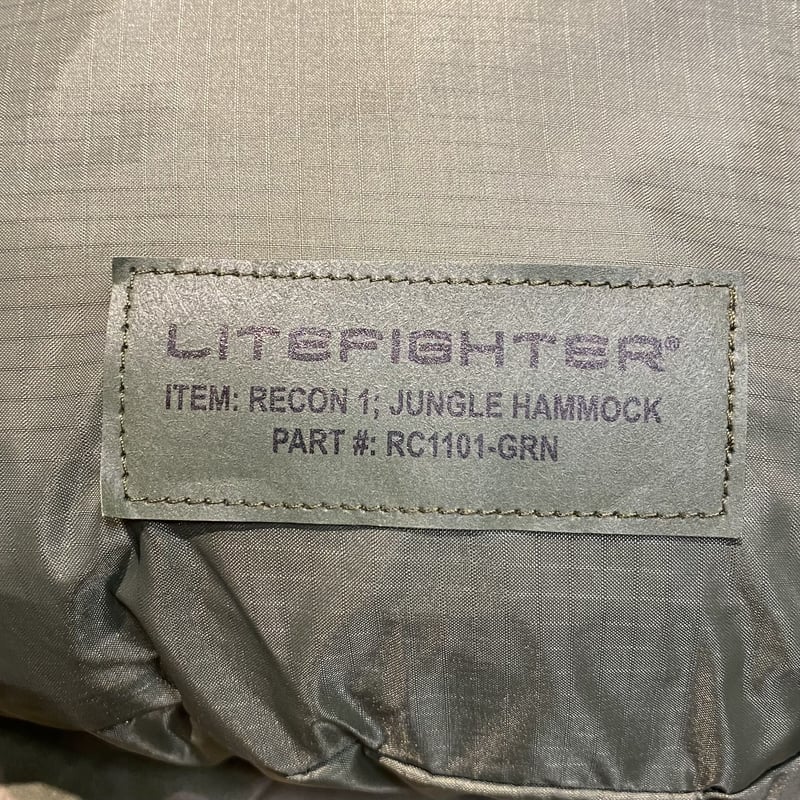 LITEFIGHTER®
ITEM: RECON 1; JUNGLE HAMMOCK
PART #: RC1101-GRN